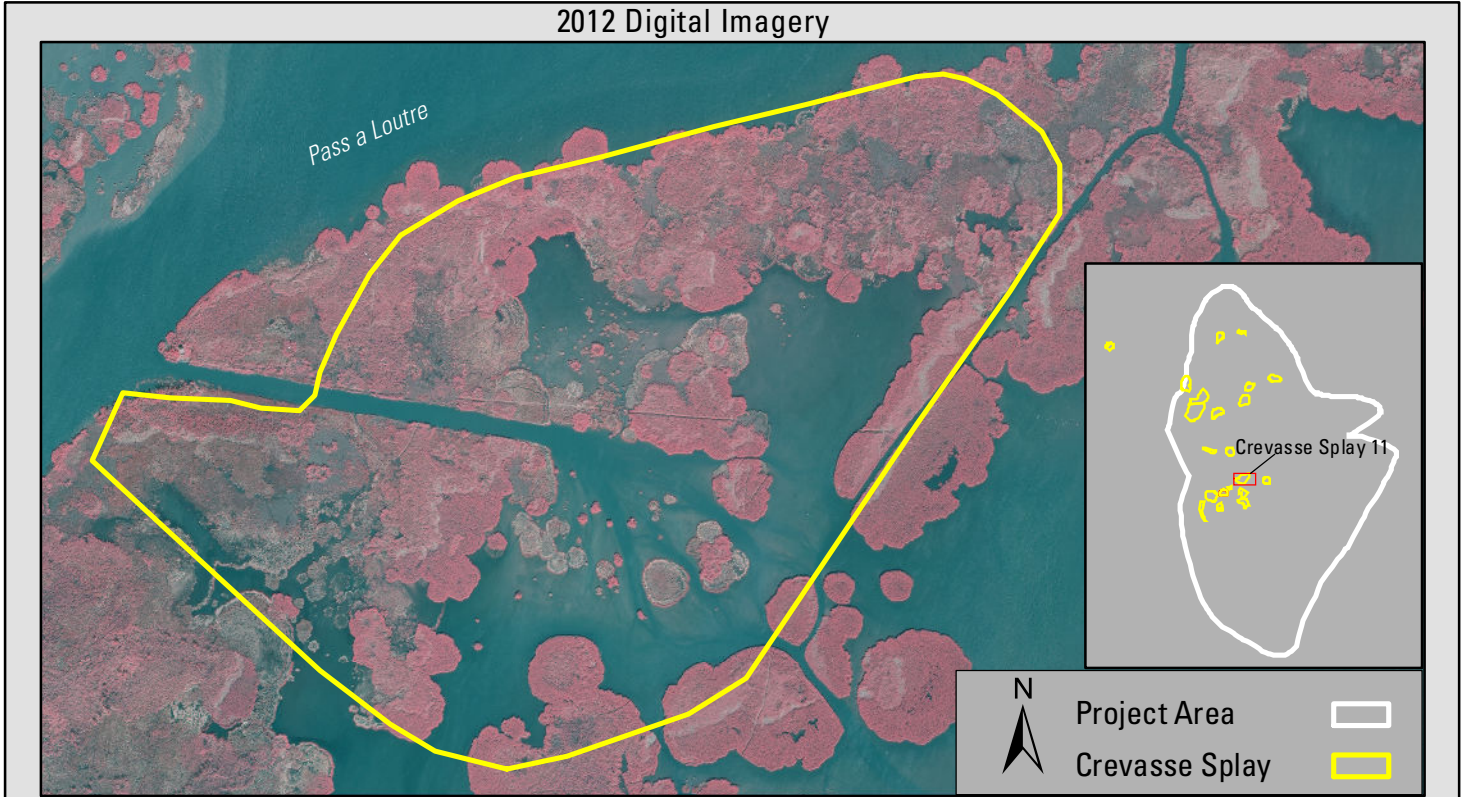 2012 Digital Imagery
Pass a Loutre
Crevasse Splay 11
N
Project Area
Crevasse Splay